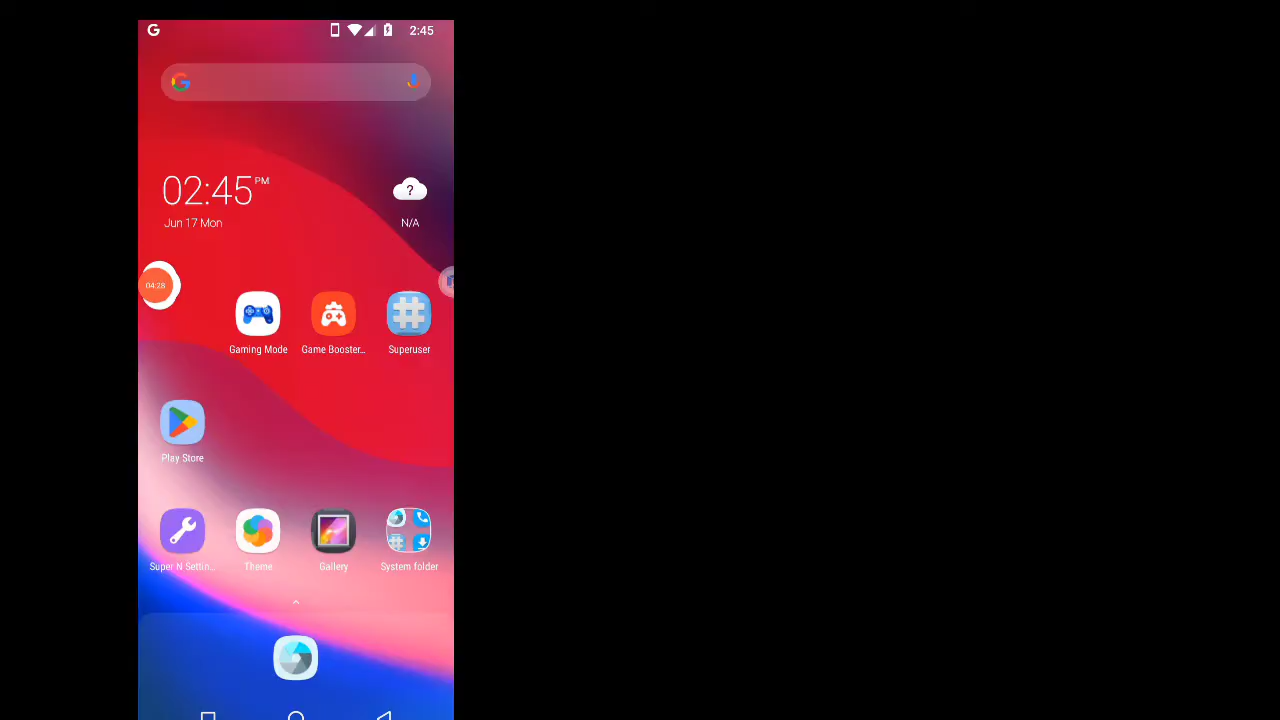 2:45
02:45 PM
Jun 17 Mon
N/A
04:28
Gaming Mode
Game Booster...
Superuser
Play Store
Super N Settin...
Theme
Gallery
System folder